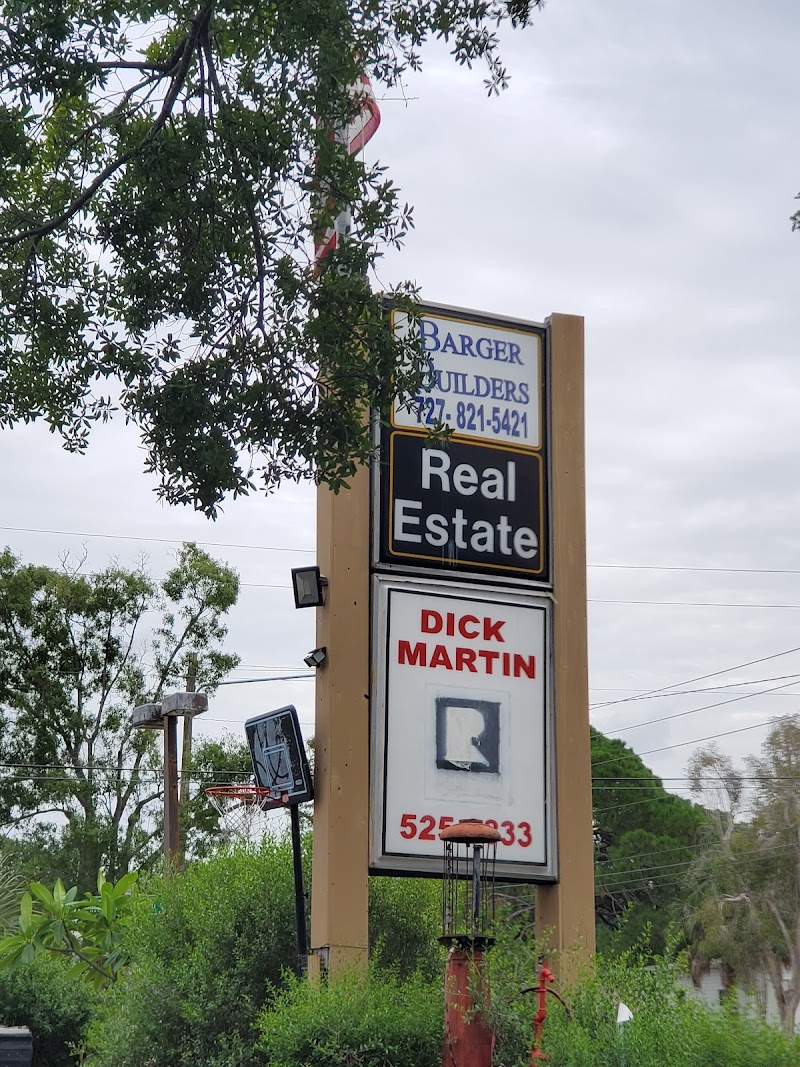 BARGER
BUILDERS
727-821-5421
Real
Estate
DICK
MARTIN
R